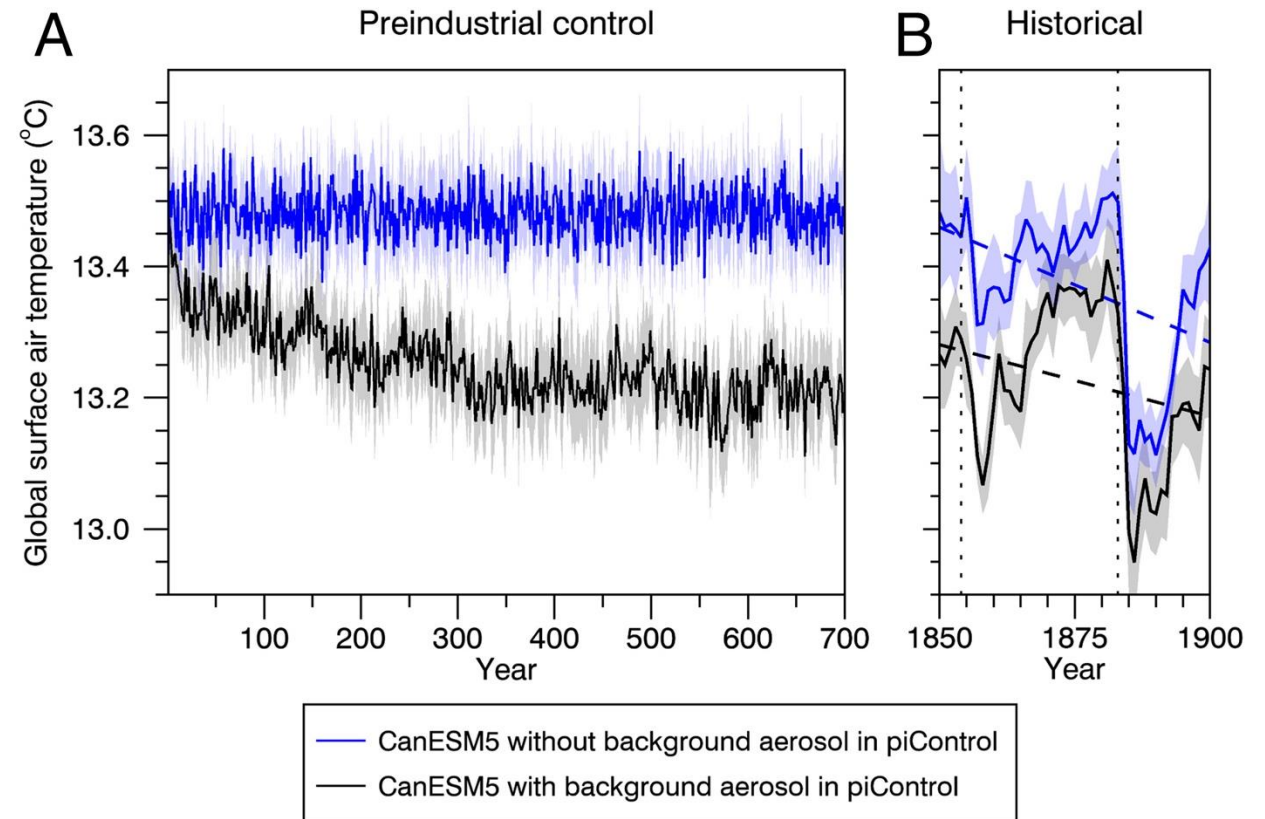 A
Preindustrial control
B
Historical
Global surface air temperature (°C)
13.6
13.4
13.2
13.0
100 200 300 400 500 600 700
Year
1850 1875 1900
Year
CanESM5 without background aerosol in piControl
CanESM5 with background aerosol in piControl